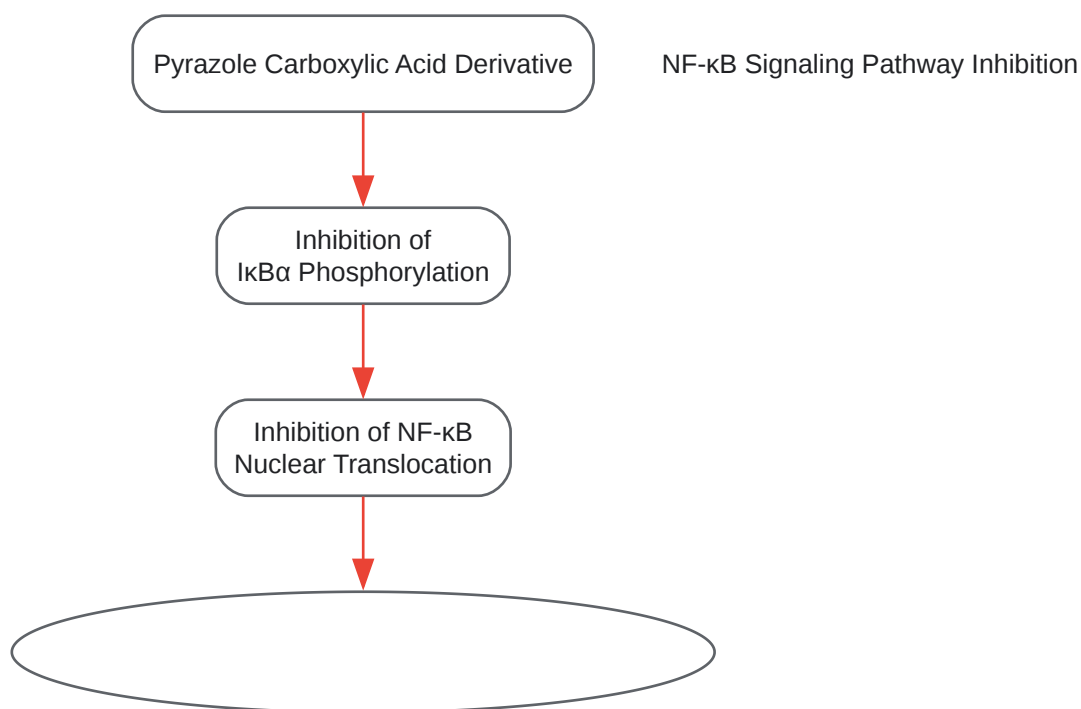 Pyrazole Carboxylic Acid Derivative
NF-κB Signaling Pathway Inhibition
Inhibition of
IκBα Phosphorylation
Inhibition of NF-κB
Nuclear Translocation